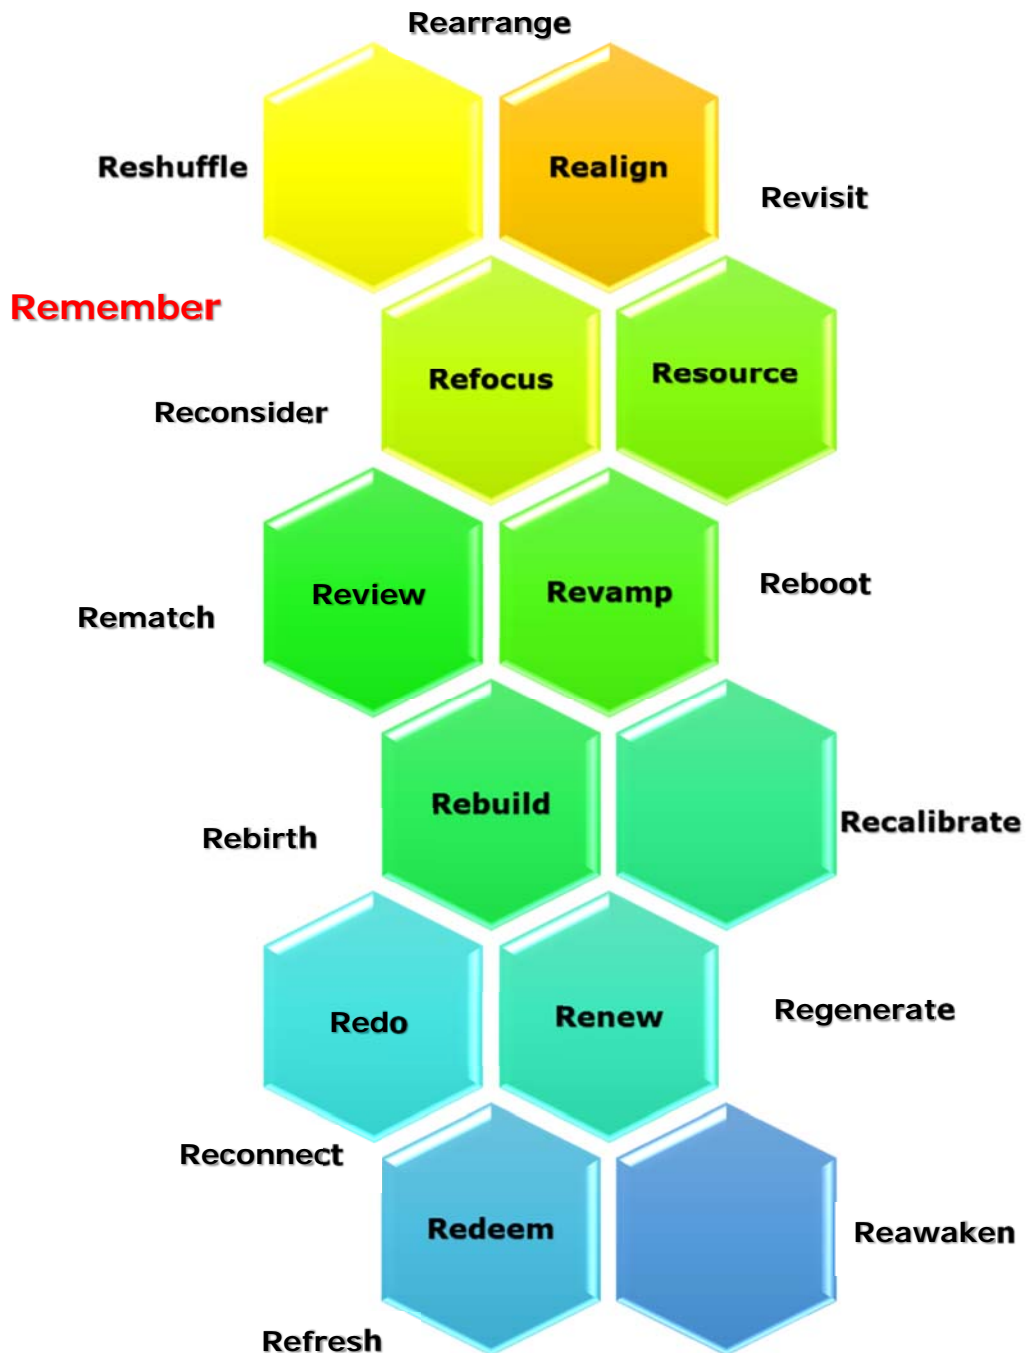 Rearrange
Reshuffle
Realign
Revisit
Remember
Refocus
Resource
Reconsider
Review
Revamp
Reboot
Rematch
Rebuild
Recalibrate
Rebirth
Redo
Renew
Regenerate
Reconnect
Redeem
Reawaken
Refresh